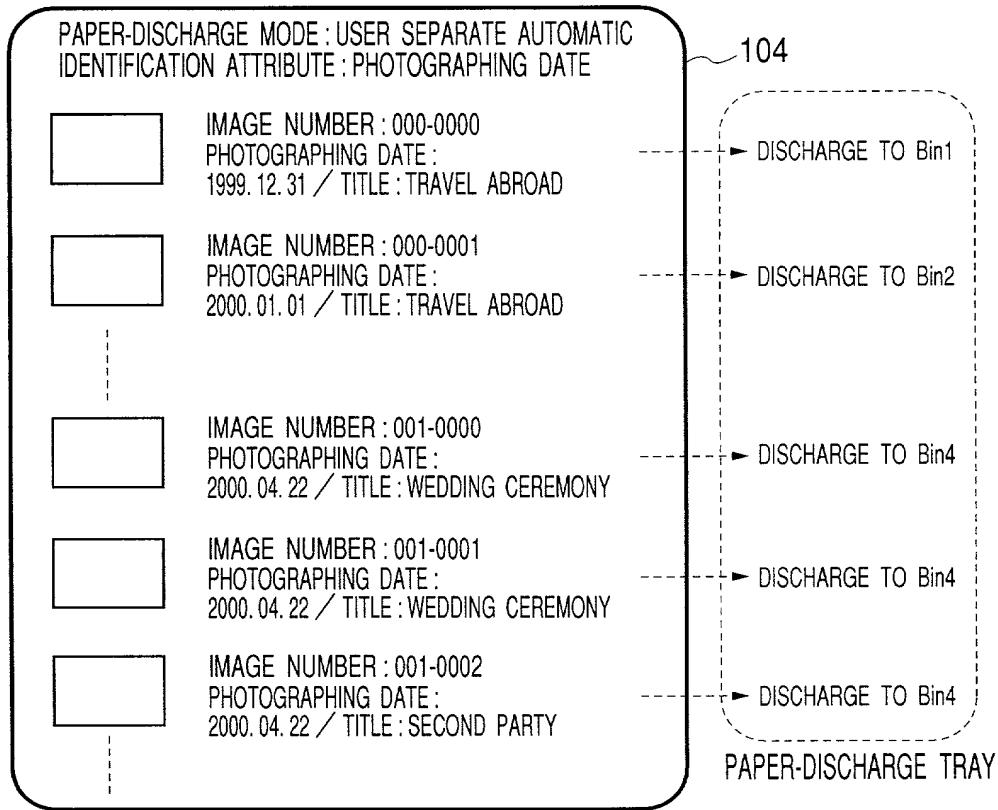 PAPER-DISCHARGE MODE : USER SEPARATE AUTOMATIC
IDENTIFICATION ATTRIBUTE : PHOTOGRAPHING DATE
104
IMAGE NUMBER : 000-0000
PHOTOGRAPHING DATE :
1999.12.31 / TITLE : TRAVEL ABROAD
DISCHARGE TO Bin1
IMAGE NUMBER : 000-0001
PHOTOGRAPHING DATE :
2000.01.01 / TITLE : TRAVEL ABROAD
DISCHARGE TO Bin2
IMAGE NUMBER : 001-0000
PHOTOGRAPHING DATE :
2000.04.22 / TITLE : WEDDING CEREMONY
DISCHARGE TO Bin4
IMAGE NUMBER : 001-0001
PHOTOGRAPHING DATE :
2000.04.22 / TITLE : WEDDING CEREMONY
DISCHARGE TO Bin4
IMAGE NUMBER : 001-0002
PHOTOGRAPHING DATE :
2000.04.22 / TITLE : SECOND PARTY
DISCHARGE TO Bin4
PAPER-DISCHARGE TRAY